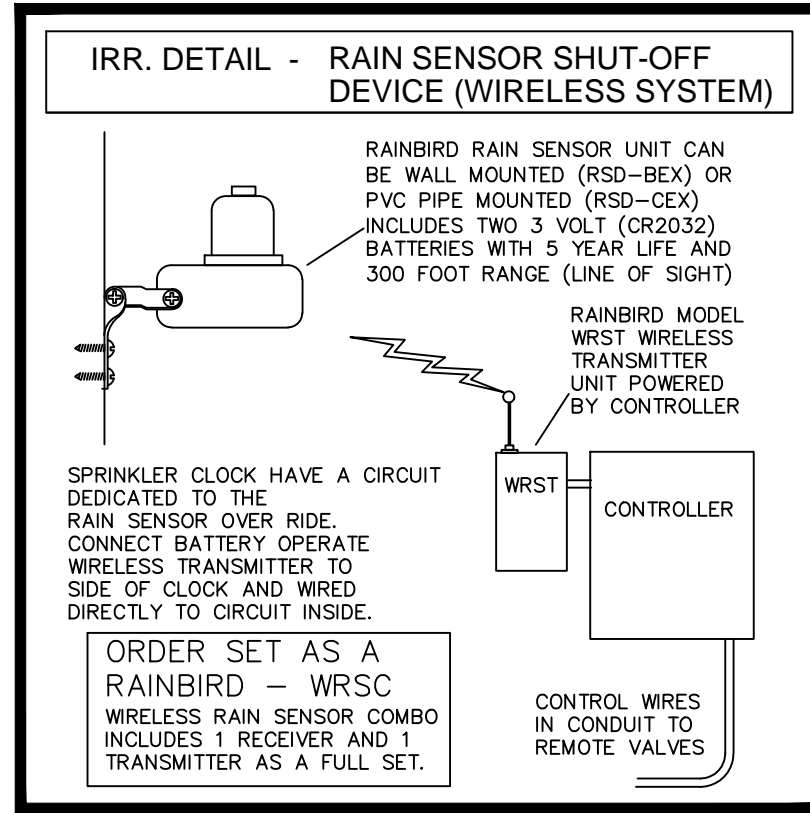 IRR. DETAIL - RAIN SENSOR SHUT-OFF
DEVICE (WIRELESS SYSTEM)
RAINBIRD RAIN SENSOR UNIT CAN
BE WALL MOUNTED (RSD-BEX) OR
PVC PIPE MOUNTED (RSD-CEX)
INCLUDES TWO 3 VOLT (CR2032)
BATTERIES WITH 5 YEAR LIFE AND
300 FOOT RANGE (LINE OF SIGHT)
RAINBIRD MODEL
WRST WIRELESS
TRANSMITTER
UNIT POWERED
BY CONTROLLER
WRST
CONTROLLER
SPRINKLER CLOCK HAVE A CIRCUIT
DEDICATED TO THE
RAIN SENSOR OVER RIDE.
CONNECT BATTERY OPERATE
WIRELESS TRANSMITTER TO
SIDE OF CLOCK AND WIRED
DIRECTLY TO CIRCUIT INSIDE.
ORDER SET AS A
RAINBIRD - WRSC
WIRELESS RAIN SENSOR COMBO
INCLUDES 1 RECEIVER AND 1
TRANSMITTER AS A FULL SET.
CONTROL WIRES
IN CONDUIT TO
REMOTE VALVES